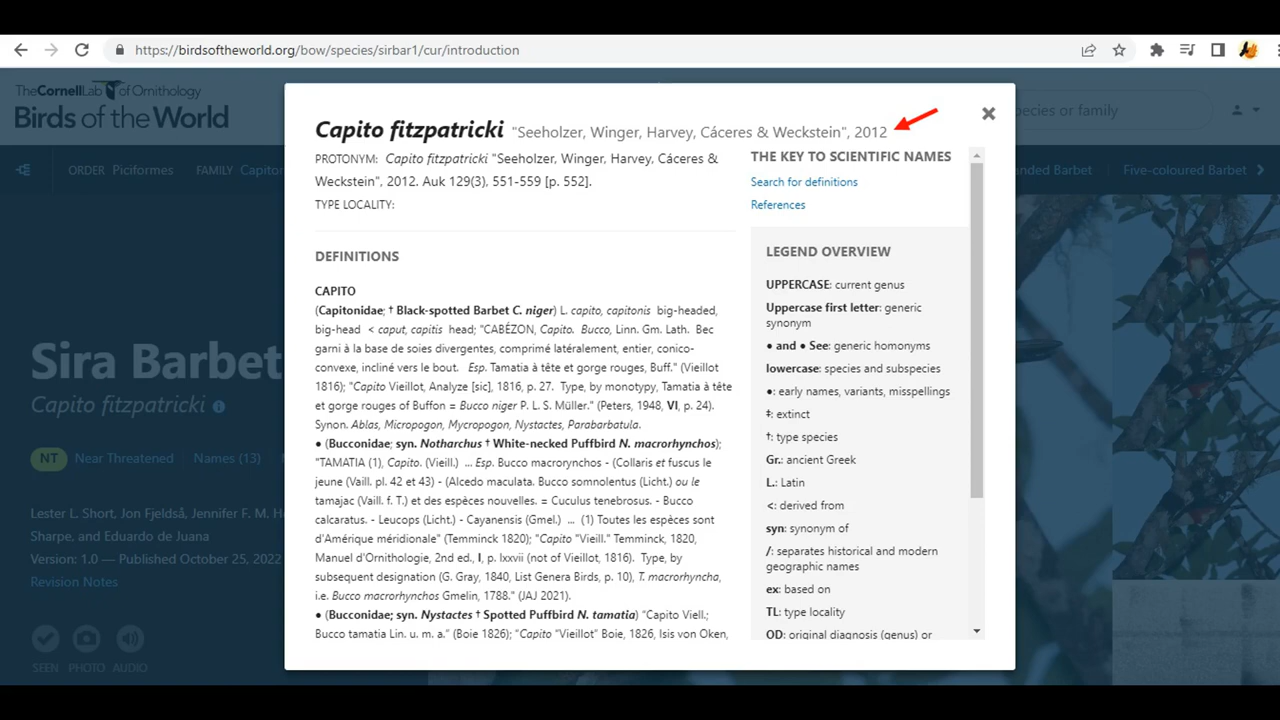 https://birdsoftheworld.org/bow/species/sirbar1/cur/introduction
TheCornellLab of Ornithology
Birds of the World
pecies or family
ORDER Piciformes FAMILY Capito
nded Barbet Five-coloured Barbet
Capito fitzpatricki "Seeholzer, Winger, Harvey, Cáceres & Weckstein", 2012
PROTONYM: Capito fitzpatricki "Seeholzer, Winger, Harvey, Cáceres &
Weckstein", 2012. Auk 129(3), 551-559 [p. 552].
TYPE LOCALITY:
DEFINITIONS
CAPITO
(Capitonidae; † Black-spotted Barbet C. niger) L. capito, capitonis big-headed,
big-head < caput, capitis head; "CABÉZON, Capito. Bucco, Linn. Gm. Lath. Bec
garni à la base de soies divergentes, comprimé latéralement, entier, conico-
convexe, incliné vers le bout. Esp. Tamatia à tête et gorge rouges, Buff." (Vieillot
1816); "Capito Vieillot, Analyze [sic], 1816, p. 27. Type, by monotypy, Tamatia à tête
et gorge rouges of Buffon = Bucco niger P. L. S. Müller." (Peters, 1948, VI, p. 24).
Synon. Ablas, Micropogon, Mycropogon, Nystactes, Parabarbatula.
● (Bucconidae; syn. Notharchus † White-necked Puffbird N. macrorhynchos);
"TAMATIA (1), Capito. (Vieill.) ... Esp. Bucco macrorynchos - (Collaris et fuscus le
jeune (Vaill. pl. 42 et 43) - (Alcedo maculata. Bucco somnolentus (Licht.) ou le
tamajac (Vaill. f. T.) et des espèces nouvelles. = Cuculus tenebrosus. - Bucco
calcaratus. - Leucops (Licht.) - Cayanensis (Gmel.) ... (1) Toutes les espèces sont
d'Amérique méridionale" (Temminck 1820); "Capito "Vieill." Temminck, 1820,
Manuel d'Ornithologie, 2nd ed., I, p. lxxvii (not of Vieillot, 1816). Type, by
subsequent designation (G. Gray, 1840, List Genera Birds, p. 10), T. macrorhyncha,
i.e. Bucco macrorhynchos Gmelin, 1788." (JAJ 2021).
● (Bucconidae; syn. Nystactes † Spotted Puffbird N. tamatia) "Capito Viell.;
Bucco tamatia Lin. u. m. a." (Boie 1826); "Capito "Vieillot" Boie, 1826, Isis von Oken,
THE KEY TO SCIENTIFIC NAMES
Search for definitions
References
LEGEND OVERVIEW
UPPERCASE: current genus
Uppercase first letter: generic
synonym
● and ● See: generic homonyms
lowercase: species and subspecies
●: early names, variants, misspellings
‡: extinct
†: type species
Gr.: ancient Greek
L.: Latin
<: derived from
syn: synonym of
/: separates historical and modern
geographic names
ex: based on
TL: type locality
OD: original diagnosis (genus) or
Sira Barbet
Capito fitzpatricki
NT Near Threatened Names (13)
Lester L. Short, Jon Fjeldså, Jennifer F. M. H
Sharpe, and Eduardo de Juana
Version: 1.0 — Published October 25, 2022
Revision Notes
SEEN PHOTO AUDIO